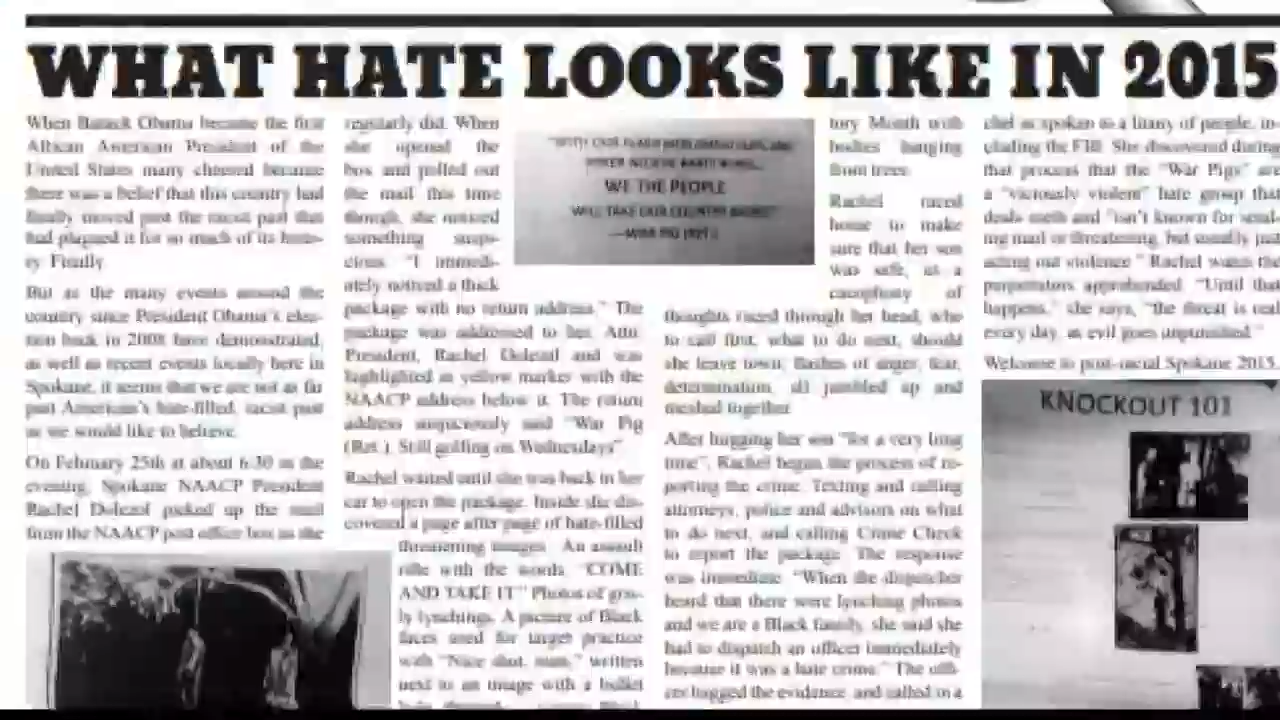 WHAT HATE LOOKS LIKE IN 2015
When Barack Obama became the first
African American President of the
United States many cheered because
there was a belief that this country had
finally moved past the racist past that
had plagued it for so much of its histo-
ry. Finally.
But as the many events around the
country since President Obama's elec-
tion back in 2008 have demonstrated,
as well as recent events locally here in
Spokane, it seems that we are not as far
past American's hate-filled, racist past
as we would like to believe.
On February 25th at about 6:30 in the
evening, Spokane NAACP President
Rachel Dolezal picked up the mail
from the NAACP post office box as she
regularly did. When
she opened the
box and pulled out
the mail this time
though, she noticed
something suspi-
cious. "I immedi-
ately noticed a thick
package with no return address." The
package was addressed to her, Attn:
President, Rachel Dolezal and was
highlighted in yellow marker with the
NAACP address below it. The return
address suspiciously said "War Pig
(Ret.) Still golfing on Wednesdays"
Rachel waited until she was back in her
car to open the package. Inside she dis-
covered a page after page of hate-filled
threatening images. An assault
rifle with the words "COME
AND TAKE IT" Photos of gris-
ly lynchings. A picture of Black
faces used for target practice
with "Nice shot, man," written
next to an image with a bullet
WE THE PEOPLE
WILL TAKE OUR COUNTRY BACK!!"
—WAR PIG (RET.)
tory Month with
bodies hanging
from trees.
Rachel raced
home to make
sure that her son
was safe, as a
cacophony of
thoughts raced through her head, who
to call first, what to do next, should
she leave town, flashes of anger, fear,
determination, all jumbled up and
meshed together.
After hugging her son "for a very long
time", Rachel began the process of re-
porting the crime. Texting and calling
attorneys, police and advisors on what
to do next, and calling Crime Check
to report the package. The response
was immediate. "When the dispatcher
heard that there were lynching photos
and we are a Black family, she said she
had to dispatch an officer immediately
because it was a hate crime." The offi-
cers bagged the evidence, and called in a
chel as spoken to a litany of people, in-
cluding the FBI. She discovered during
that process that the "War Pigs" are
a "viciously violent" hate group that
deals meth and "isn't known for send-
ing mail or threatening, but usually just
acting out violence." Rachel wants the
perpetrators apprehended. "Until that
happens," she says, "the threat is real
every day, as evil goes unpunished."
Welcome to post-racial Spokane 2015.
KNOCKOUT 101